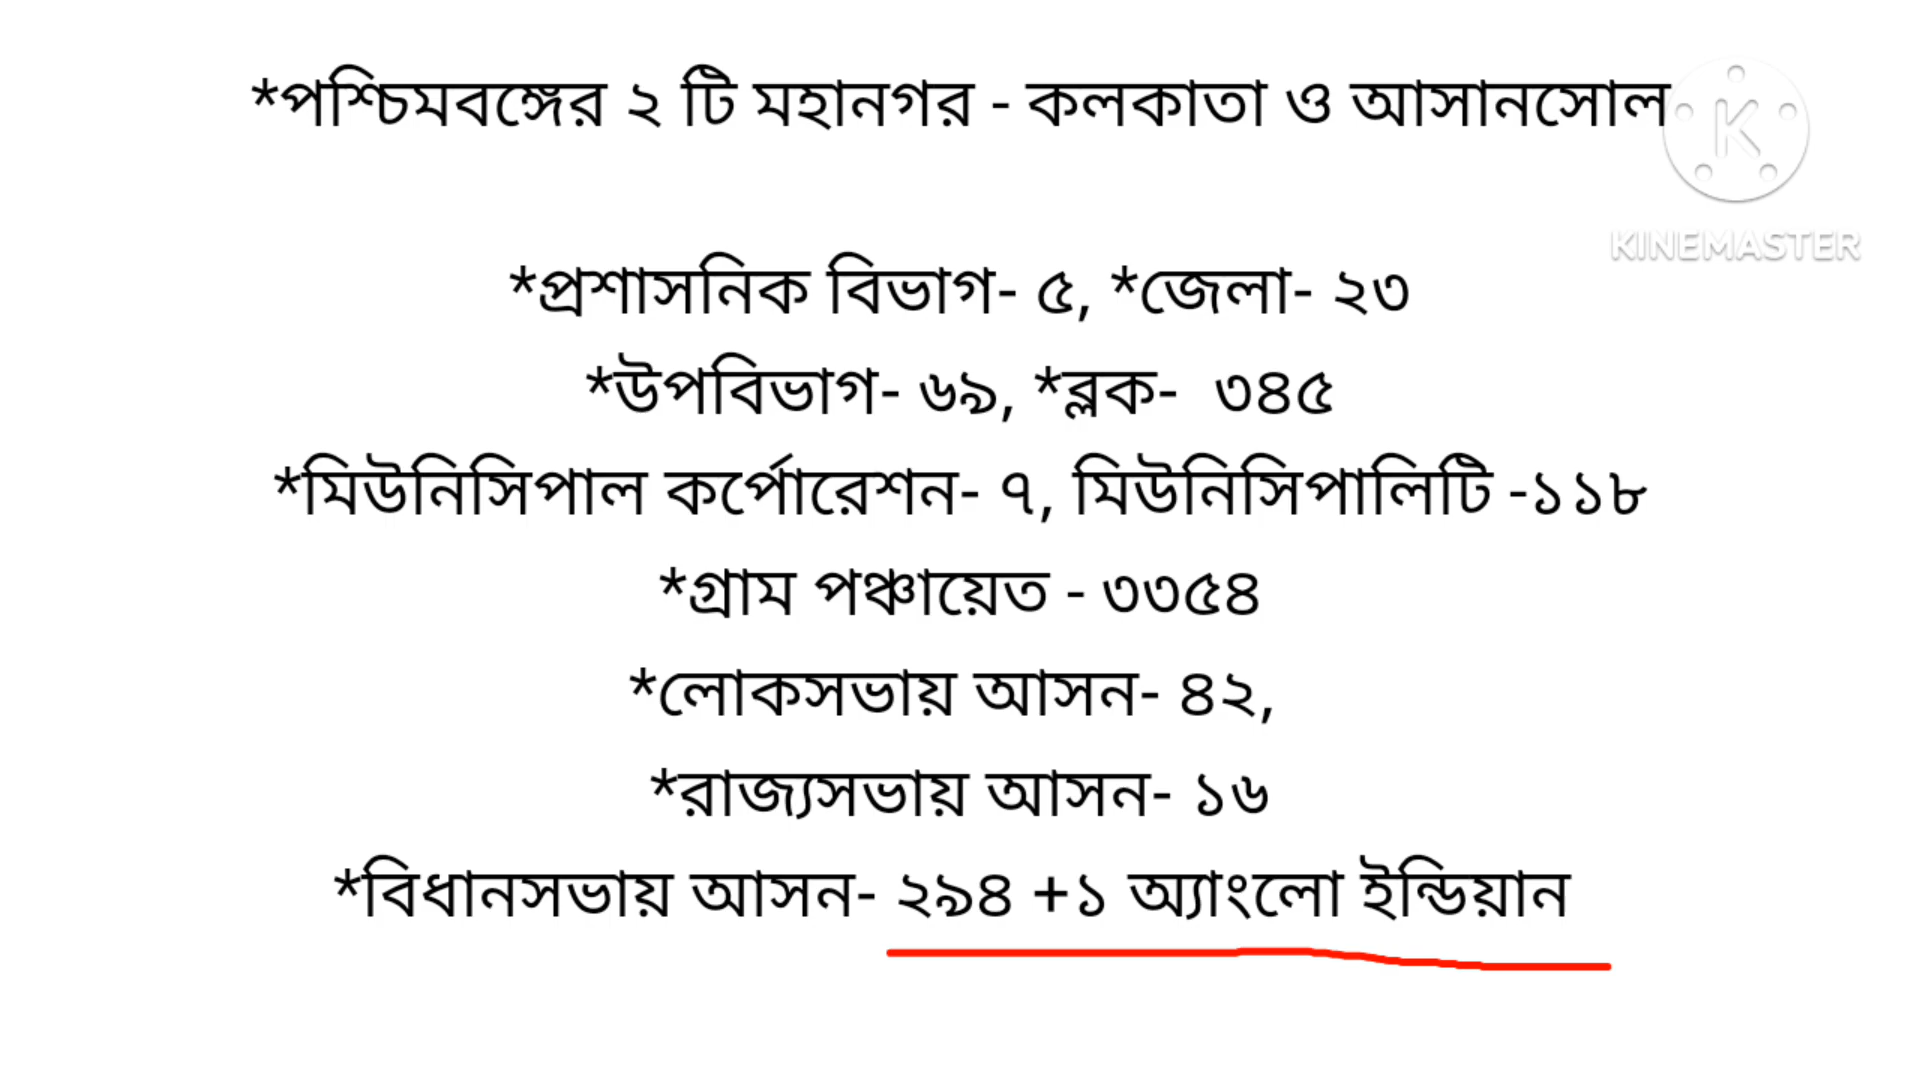 *পশ্চিমবঙ্গের ২ টি মহানগর - কলকাতা ও আসানসোল
KINEMASTER
*প্রশাসনিক বিভাগ- ৫, *জেলা- ২৩
*উপবিভাগ- ৬৯, *ব্লক- ৩৪৫
*মিউনিসিপাল কর্পোরেশন- ৭, মিউনিসিপালিটি -১১৮
*গ্রাম পঞ্চায়েত - ৩৩৫৪
*লোকসভায় আসন- ৪২,
*রাজ্যসভায় আসন- ১৬
*বিধানসভায় আসন- ২৯৪ +১ অ্যাংলো ইন্ডিয়ান